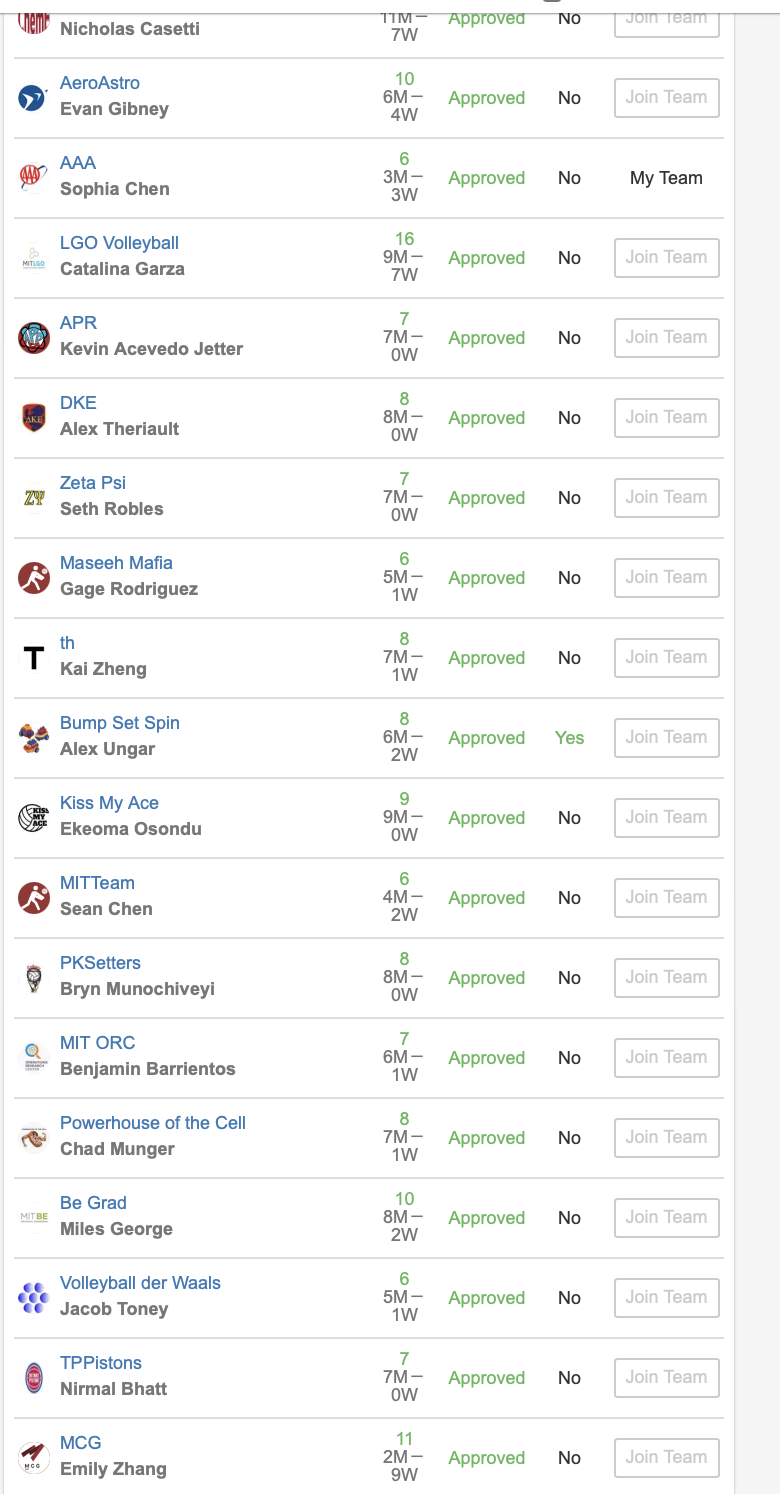 Nicholas Casetti
11M – 7W
Approved
No
Join Team
AeroAstro
Evan Gibney
10
6M – 4W
Approved
No
Join Team
AAA
Sophia Chen
6
3M – 3W
Approved
No
My Team
LGO Volleyball
Catalina Garza
16
9M – 7W
Approved
No
Join Team
APR
Kevin Acevedo Jetter
7
7M – 0W
Approved
No
Join Team
DKE
Alex Theriault
8
8M – 0W
Approved
No
Join Team
Zeta Psi
Seth Robles
7
7M – 0W
Approved
No
Join Team
Maseeh Mafia
Gage Rodriguez
6
5M – 1W
Approved
No
Join Team
T
th
Kai Zheng
8
7M – 1W
Approved
No
Join Team
Bump Set Spin
Alex Ungar
8
6M – 2W
Approved
Yes
Join Team
KISS MY ACE
Kiss My Ace
Ekeoma Osondu
9
9M – 0W
Approved
No
Join Team
MITTeam
Sean Chen
6
4M – 2W
Approved
No
Join Team
PKSetters
Bryn Munochiveyi
8
8M – 0W
Approved
No
Join Team
MIT ORC
Benjamin Barrientos
7
6M – 1W
Approved
No
Join Team
Powerhouse of the Cell
Chad Munger
8
7M – 1W
Approved
No
Join Team
MIT BE
Be Grad
Miles George
10
8M – 2W
Approved
No
Join Team
Volleyball der Waals
Jacob Toney
6
5M – 1W
Approved
No
Join Team
TPPistons
Nirmal Bhatt
7
7M – 0W
Approved
No
Join Team
MCG
MCG
Emily Zhang
11
2M – 9W
Approved
No
Join Team